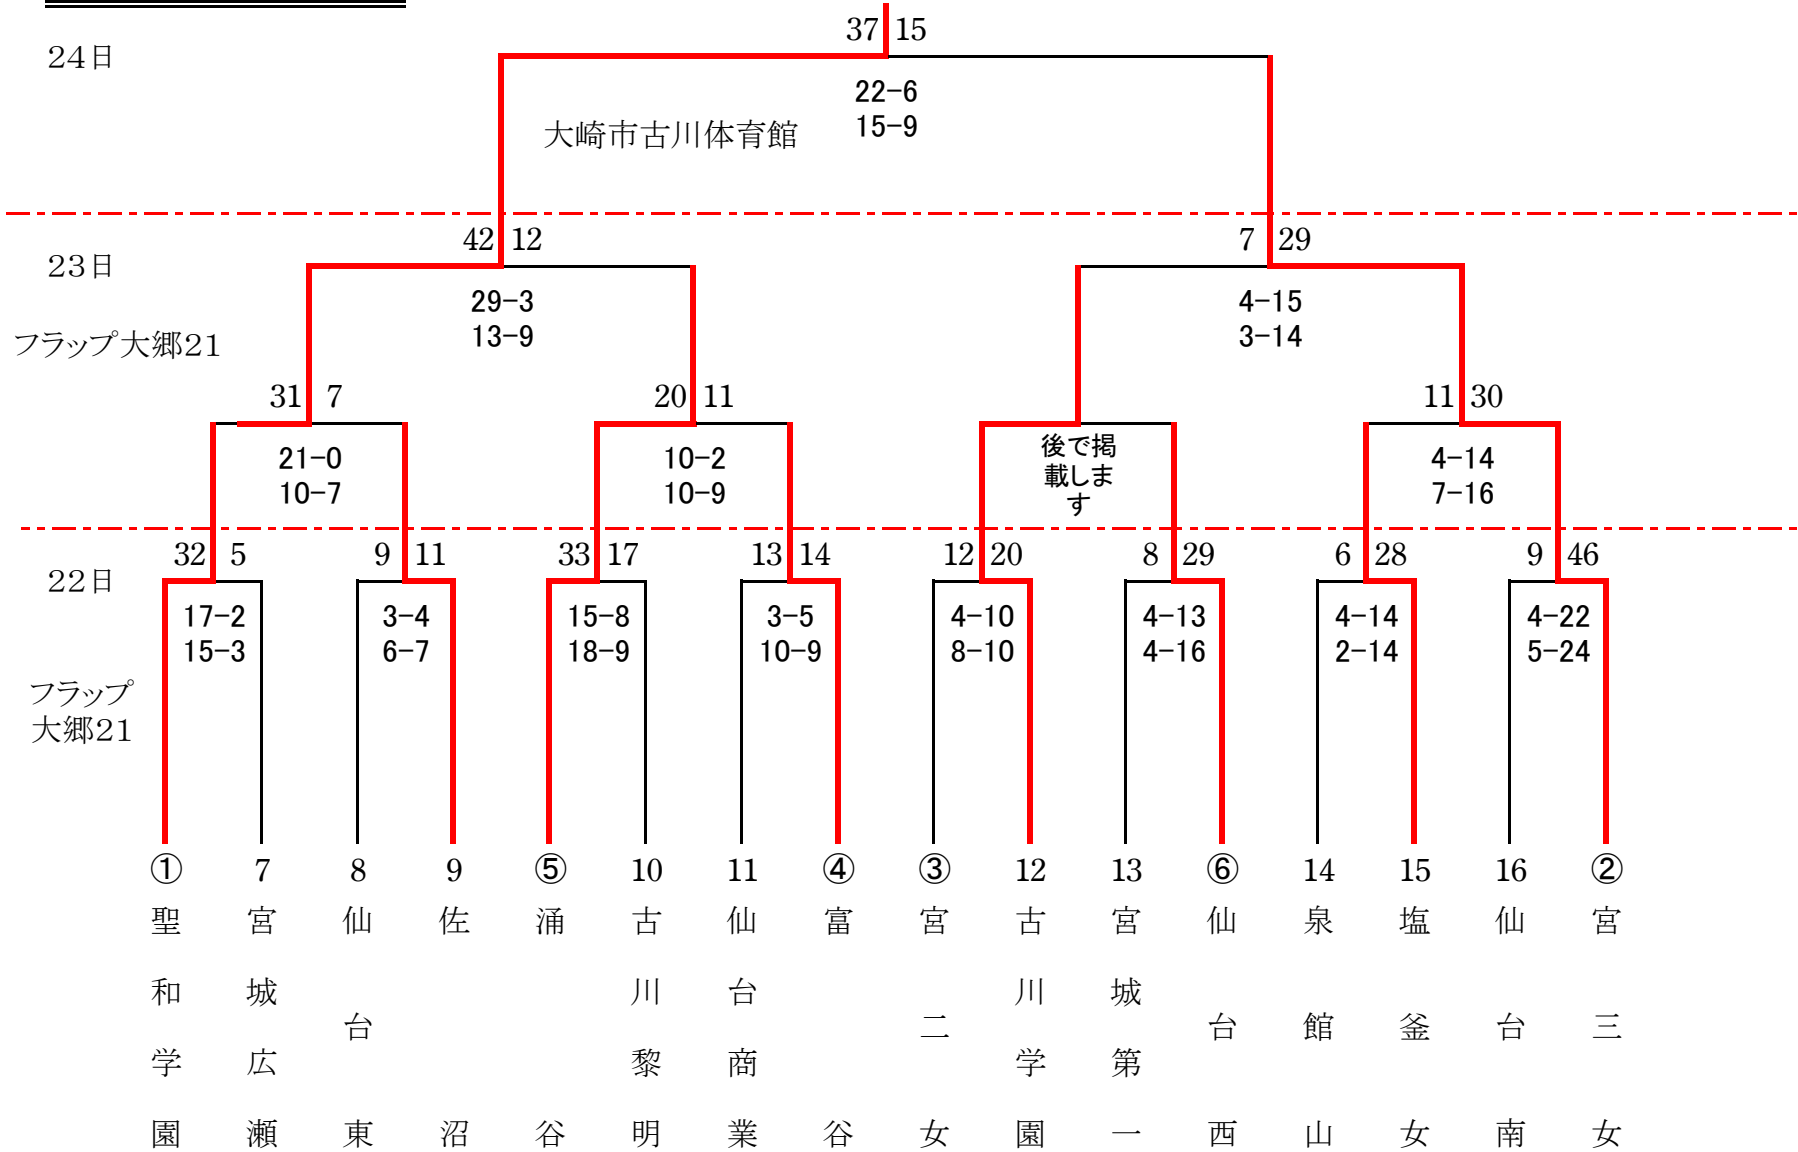 37 15
24日
22-6
15-9
大崎市古川体育館
42 12
7 29
23日
29-3
13-9
4-15
3-14
フラップ大郷21
31 7
20 11
11 30
21-0
10-7
10-2
10-9
後で掲
載しま
す
4-14
7-16
32 5
9 11
33 17
13 14
12 20
8 29
6 28
9 46
22日
17-2
15-3
3-4
6-7
15-8
18-9
3-5
10-9
4-10
8-10
4-13
4-16
4-14
2-14
4-22
5-24
フラップ
大郷21
① 聖和学園
7 宮城広瀬
8 仙台東
9 佐沼
⑤ 涌谷
10 古川黎明
11 仙台商業
④ 富谷
③ 宮二女
12 古川学園
13 宮城第一
⑥ 仙台西
14 泉館山
15 塩釜女
16 仙台南
② 宮三女